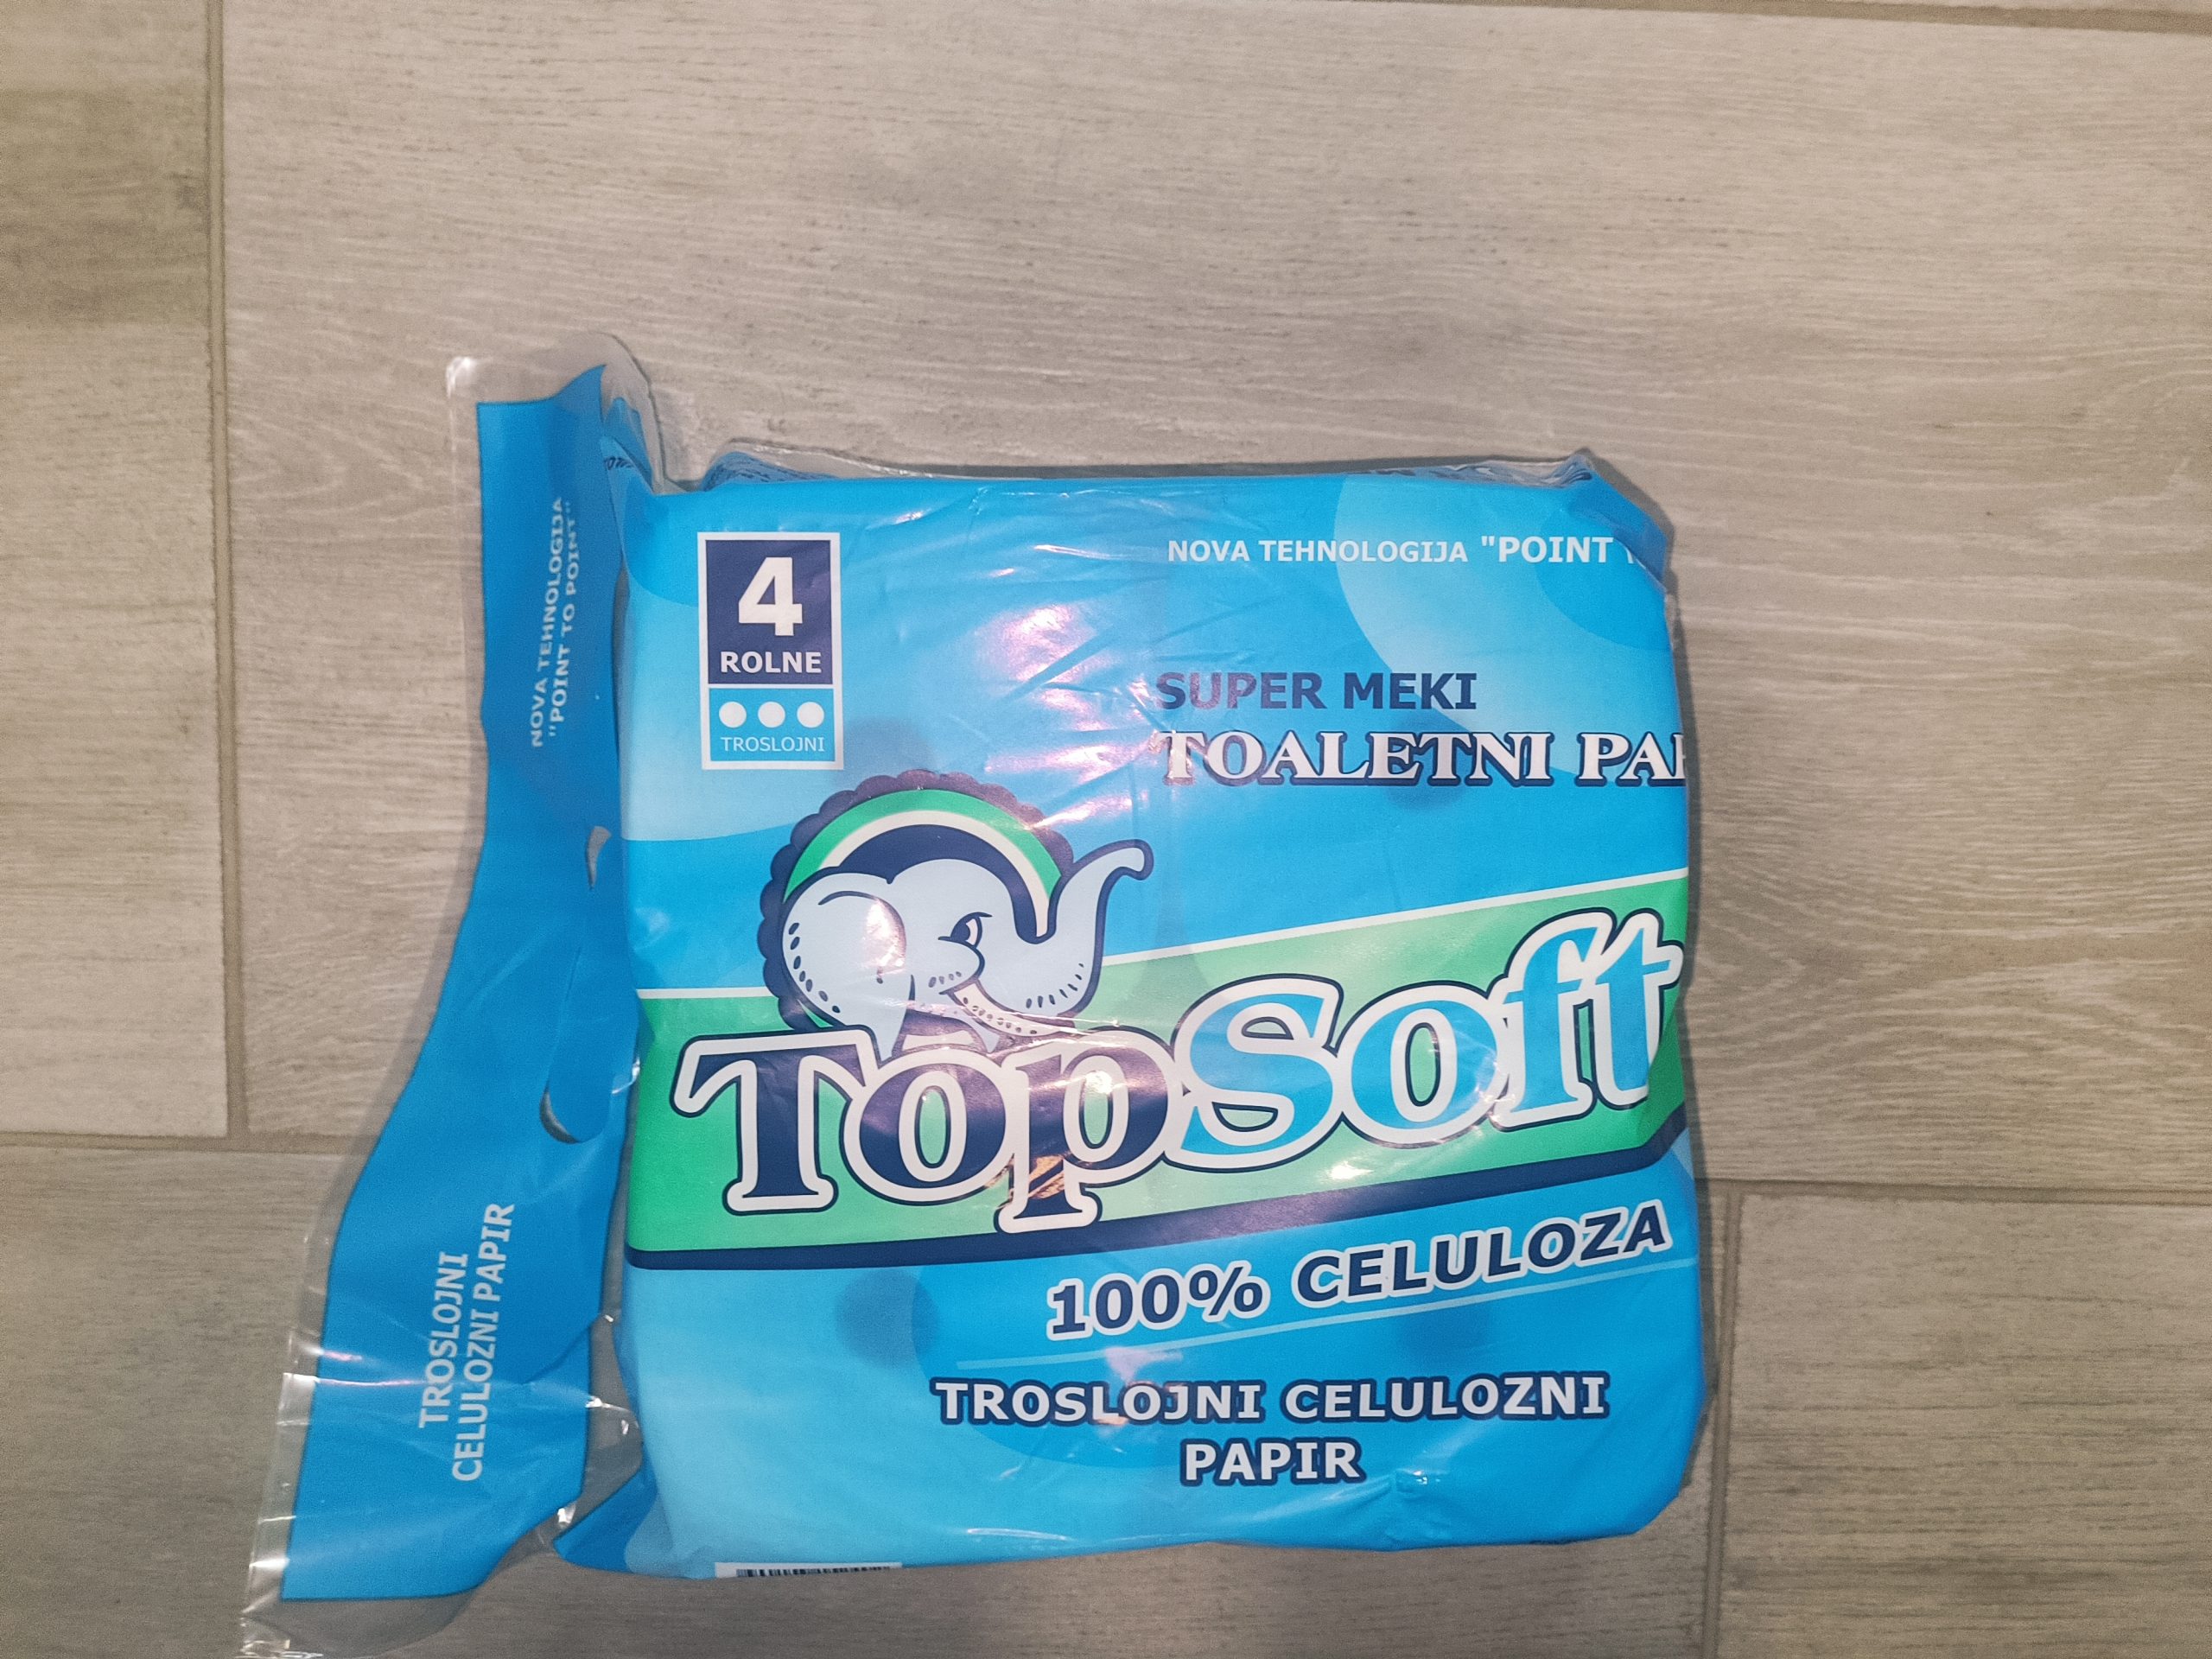 NOVA TEHNOLOGIJA
"POINT TO POINT"
TROSLOJNI
CELULOZNI PAPIR
4
ROLNE
TROSLOJNI
NOVA TEHNOLOGIJA "POINT
SUPER MEKI
TOALETNI
TopSoft
100% CELULOZA
TROSLOJNI CELULOZNI
PAPIR